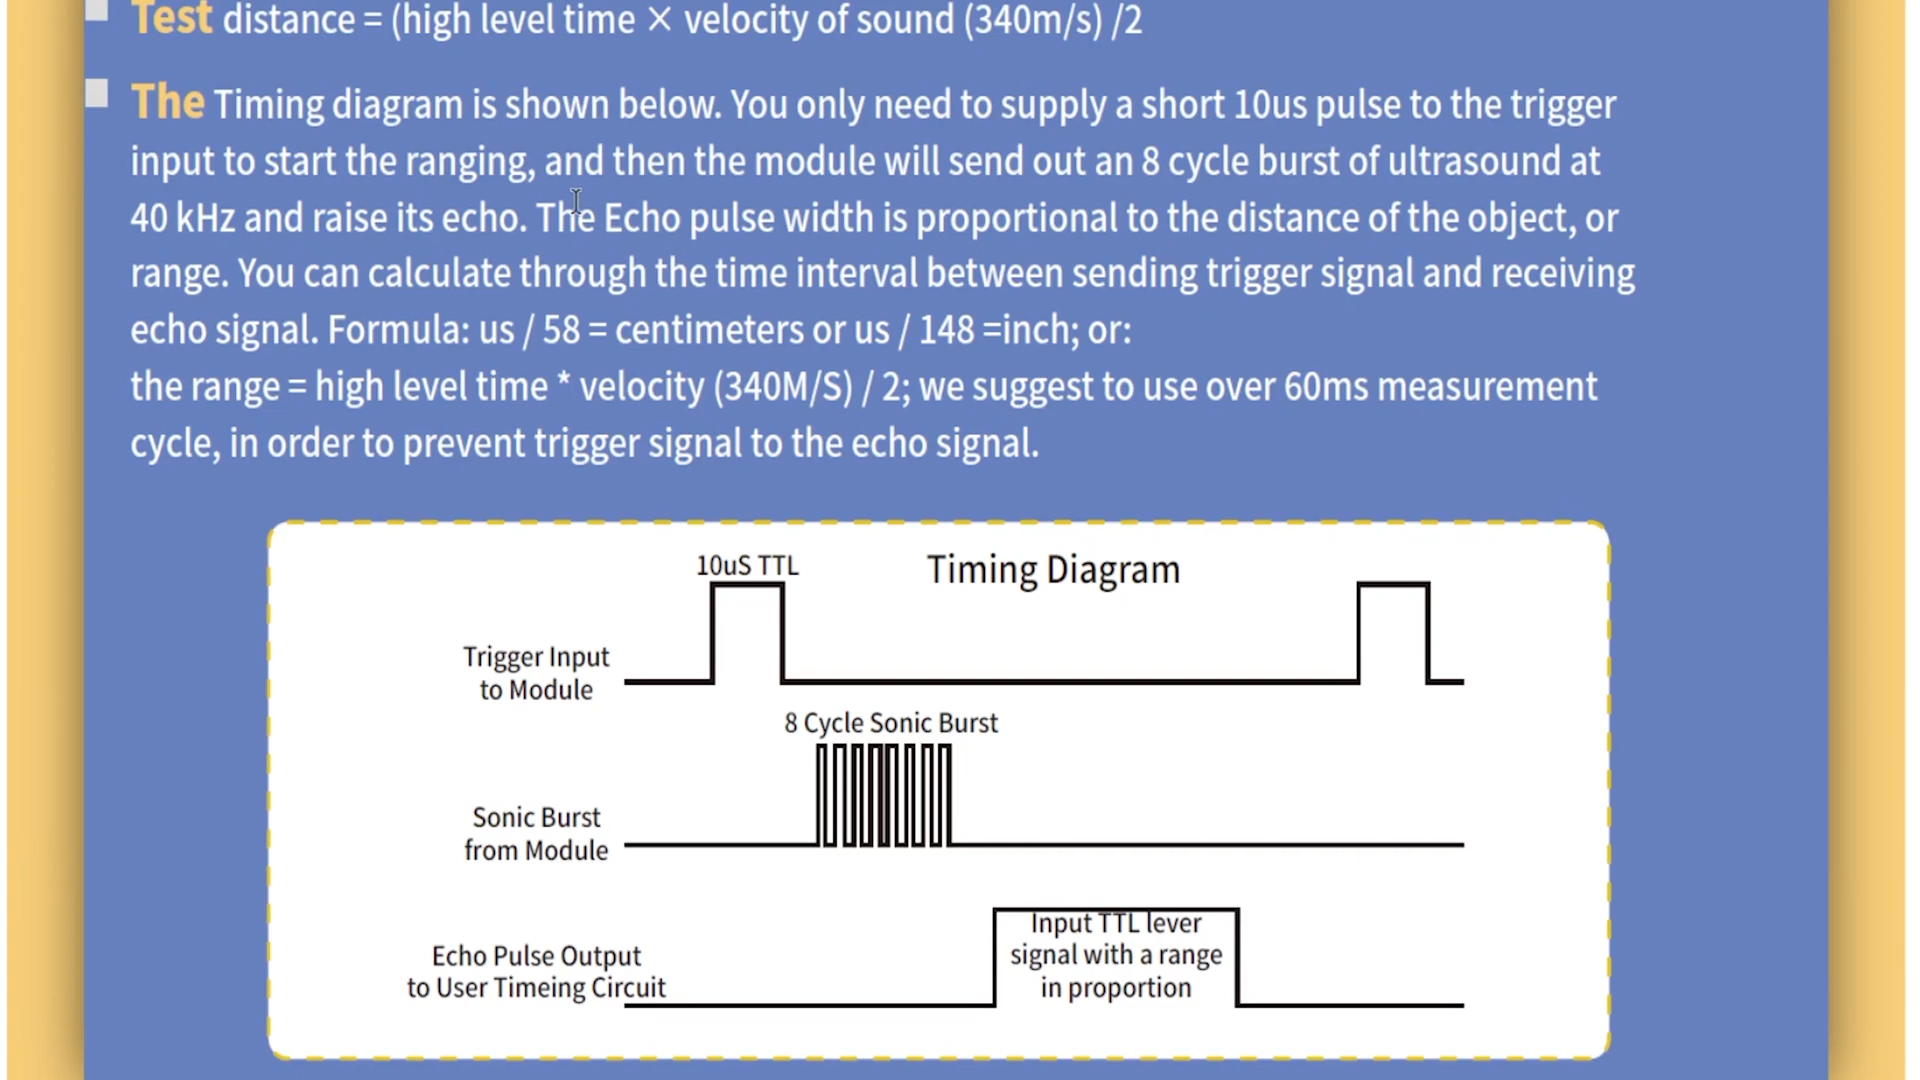 Test distance = (high level time × velocity of sound (340m/s) /2
The Timing diagram is shown below. You only need to supply a short 10us pulse to the trigger
input to start the ranging, and then the module will send out an 8 cycle burst of ultrasound at
40 kHz and raise its echo. The Echo pulse width is proportional to the distance of the object, or
range. You can calculate through the time interval between sending trigger signal and receiving
echo signal. Formula: us / 58 = centimeters or us / 148 =inch; or:
the range = high level time * velocity (340M/S) / 2; we suggest to use over 60ms measurement
cycle, in order to prevent trigger signal to the echo signal.
10uS TTL
Timing Diagram
Trigger Input
to Module
8 Cycle Sonic Burst
Sonic Burst
from Module
Input TTL lever
signal with a range
in proportion
Echo Pulse Output
to User Timeing Circuit